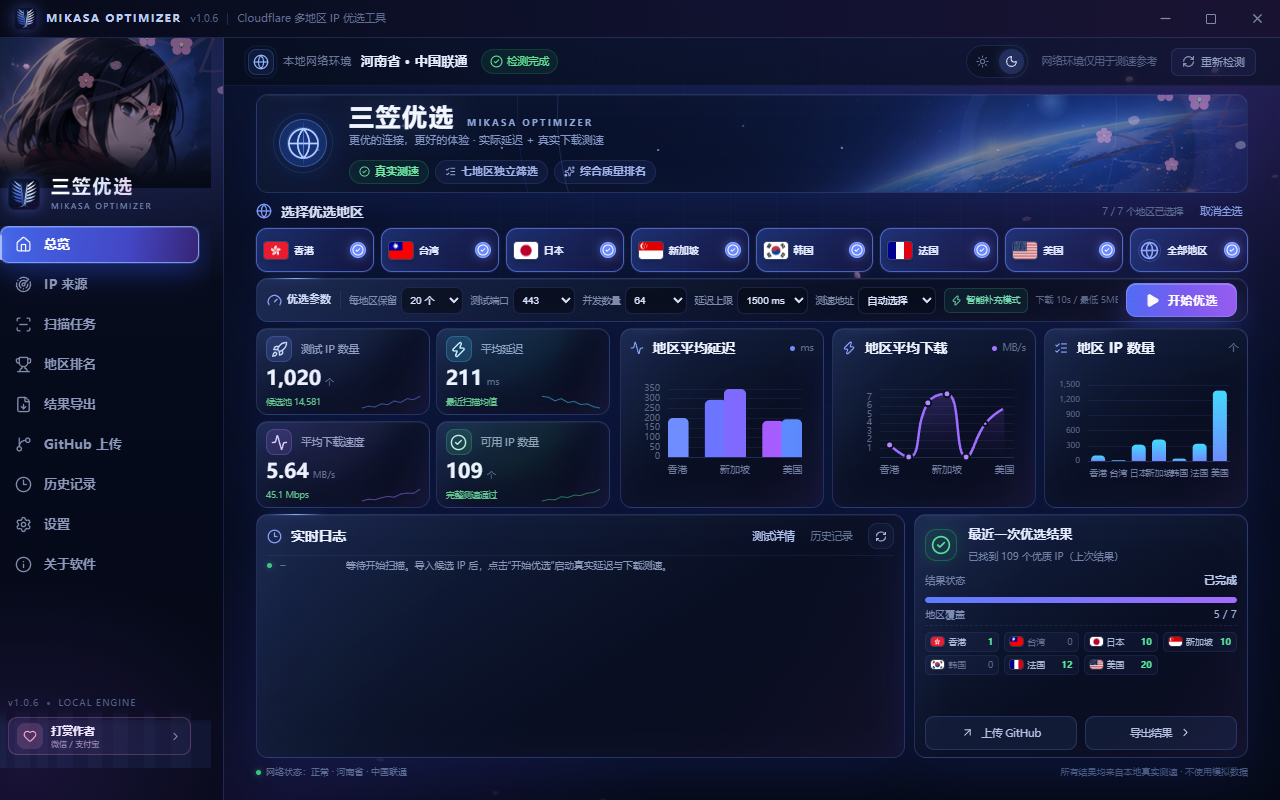 MIKASA OPTIMIZER v1.0.6 | Cloudflare 多地区 IP 优选工具
三笠优选
MIKASA OPTIMIZER
总览
IP 来源
扫描任务
地区排名
结果导出
GitHub 上传
历史记录
设置
关于软件
v1.0.6 • LOCAL ENGINE
打赏作者
微信 / 支付宝
本地网络环境 河南省 • 中国联通 检测完成
网络环境仅用于测速参考 重新检测
三笠优选 MIKASA OPTIMIZER
更优的连接，更好的体验 · 实际延迟 + 真实下载测速
真实测速 七地区独立筛选 综合质量排名
选择优选地区 7 / 7 个地区已选择 取消全选
香港 台湾 日本 新加坡 韩国 法国 美国 全部地区
优选参数 每地区保留 20 个 测试端口 443 并发数量 64 延迟上限 1500 ms 测速地址 自动选择 智能补充模式 下载 10s / 最低 5ME 开始优选
测试 IP 数量
1,020 个
候选池 14,581
平均延迟
211 ms
最近扫描均值
平均下载速度
5.64 MB/s
45.1 Mbps
可用 IP 数量
109 个
完整测速通过
地区平均延迟 ms
350
300
250
200
150
100
50
0
香港 新加坡 美国
地区平均下载 MB/s
7
6
5
4
3
2
1
香港 新加坡 美国
地区 IP 数量 个
1,500
1,200
900
600
300
0
香港 台湾 日本 新加坡 韩国 法国 美国
实时日志 测试详情 历史记录
– 等待开始扫描。导入候选 IP 后，点击“开始优选”启动真实延迟与下载测速。
最近一次优选结果
已找到 109 个优质 IP（上次结果）
结果状态 已完成
地区覆盖 5 / 7
香港 1 台湾 0 日本 10 新加坡 10
韩国 0 法国 12 美国 20
上传 GitHub 导出结果
网络状态：正常 · 河南省 · 中国联通
所有结果均来自本地真实测速 · 不使用模拟数据